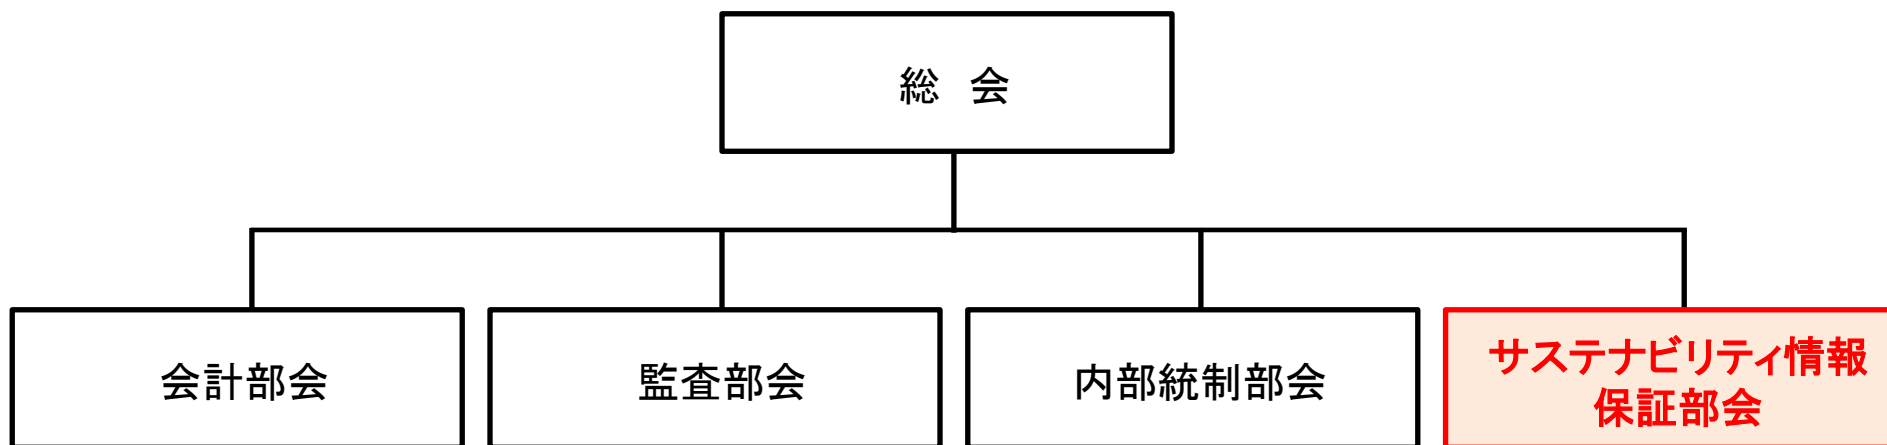 総　会
会計部会
監査部会
内部統制部会
サステナビリティ情報
保証部会